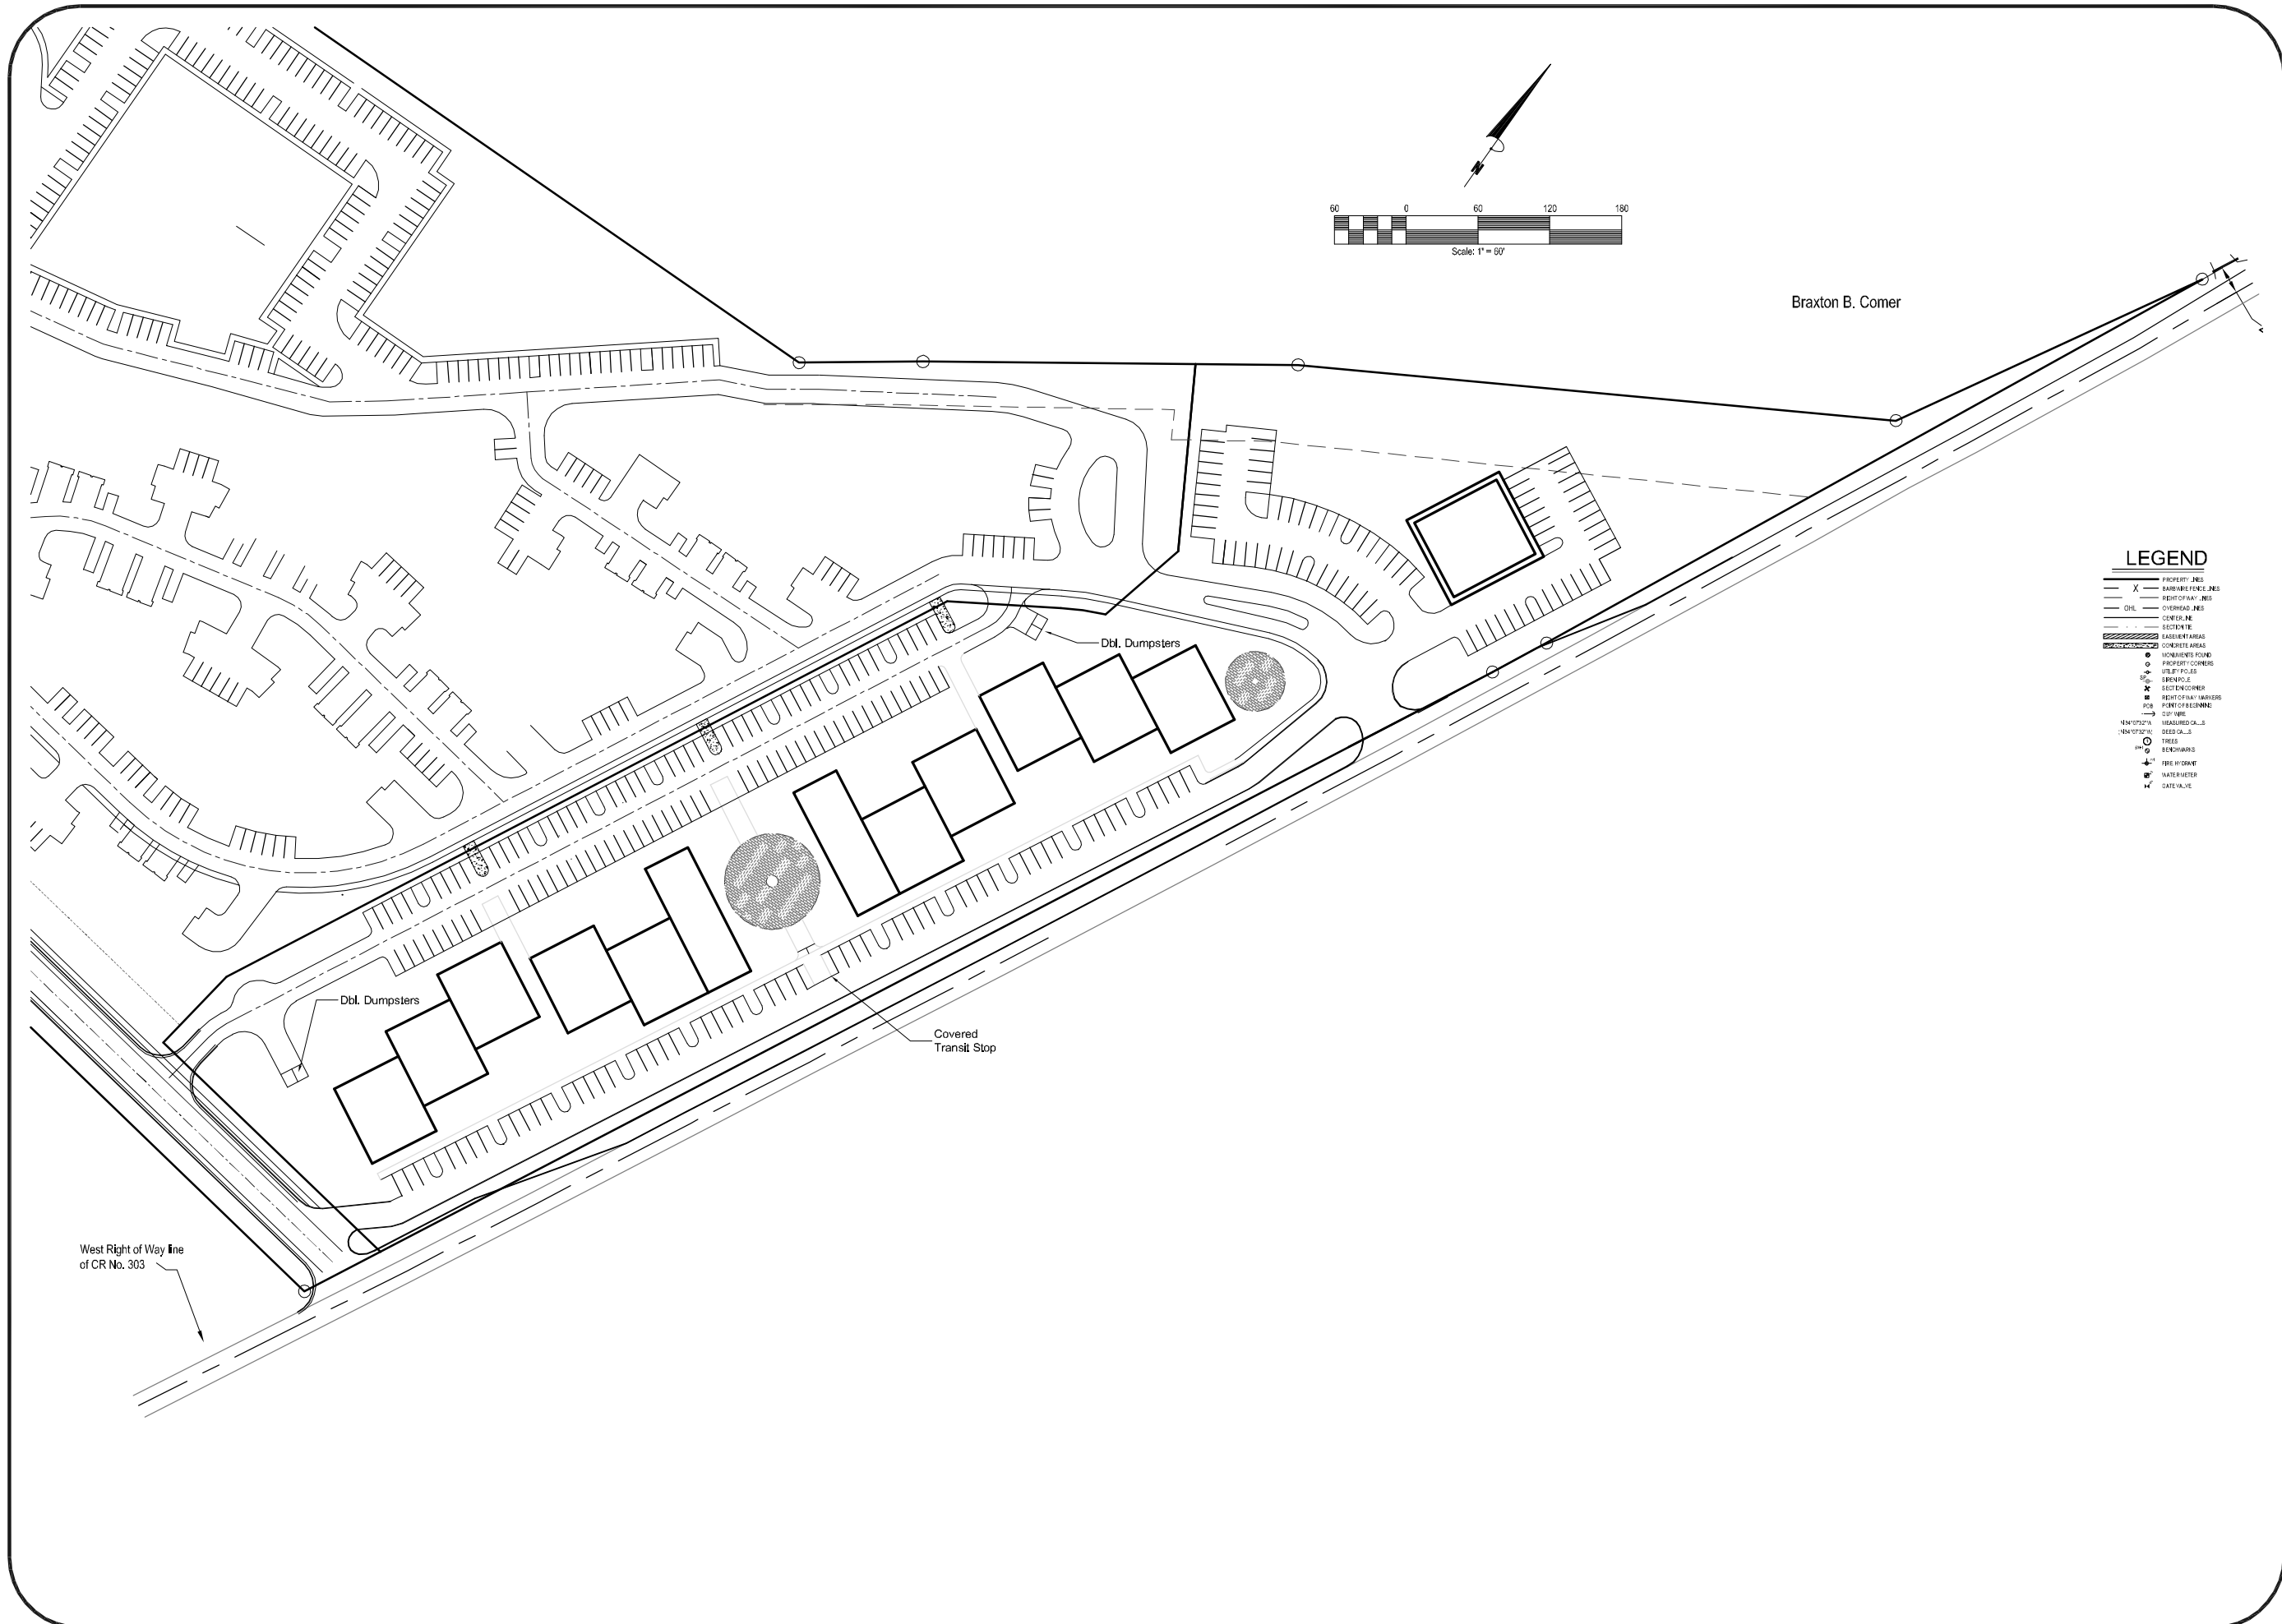 N
60 0 60 120 180
Scale: 1" = 60'
Braxton B. Comer
LEGEND
PROPERTY LINES
X BARBWIRE FENCE LINES
RIGHT OF WAY LINES
OHL OVERHEAD LINES
CENTERLINE
SECTION TIE
EASEMENT AREAS
CONCRETE AREAS
MONUMENTS FOUND
PROPERTY CORNERS
UTILITY POLES
SIREN POLE
SECTION CORNER
RIGHT OF WAY MARKERS
POB POINT OF BEGINNING
GUY WIRE
MEASURED CALLS
DEED CALLS
TREES
BENCHMARKS
FIRE HYDRANT
WATER METER
GATE VALVE
Dbl. Dumpsters
Dbl. Dumpsters
Covered
Transit Stop
West Right of Way line
of CR No. 303